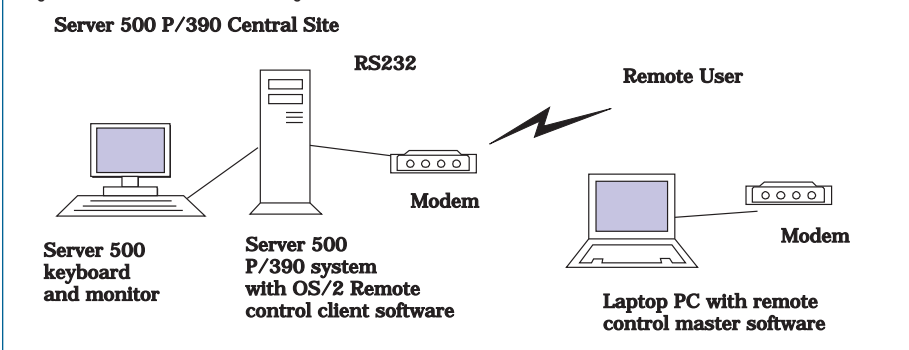 Server 500 P/390 Central Site
RS232
Remote User
Modem
Modem
Server 500
keyboard
and monitor
Server 500
P/390 system
with OS/2 Remote
control client software
Laptop PC with remote
control master software